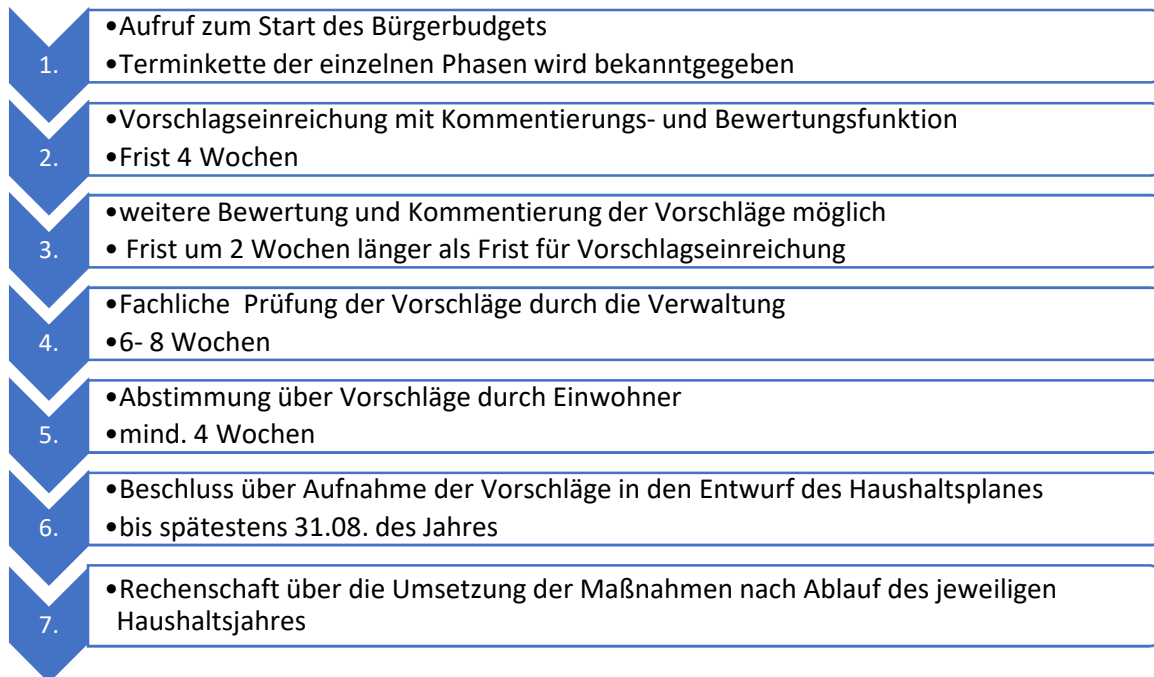 1.
•Aufruf zum Start des Bürgerbudgets
•Terminkette der einzelnen Phasen wird bekanntgegeben
2.
•Vorschlagseinreichung mit Kommentierungs- und Bewertungsfunktion
•Frist 4 Wochen
3.
•weitere Bewertung und Kommentierung der Vorschläge möglich
• Frist um 2 Wochen länger als Frist für Vorschlagseinreichung
4.
•Fachliche  Prüfung der Vorschläge durch die Verwaltung
•6- 8 Wochen
5.
•Abstimmung über Vorschläge durch Einwohner
•mind. 4 Wochen
6.
•Beschluss über Aufnahme der Vorschläge in den Entwurf des Haushaltsplanes
•bis spätestens 31.08. des Jahres
7.
•Rechenschaft über die Umsetzung der Maßnahmen nach Ablauf des jeweiligen
Haushaltsjahres